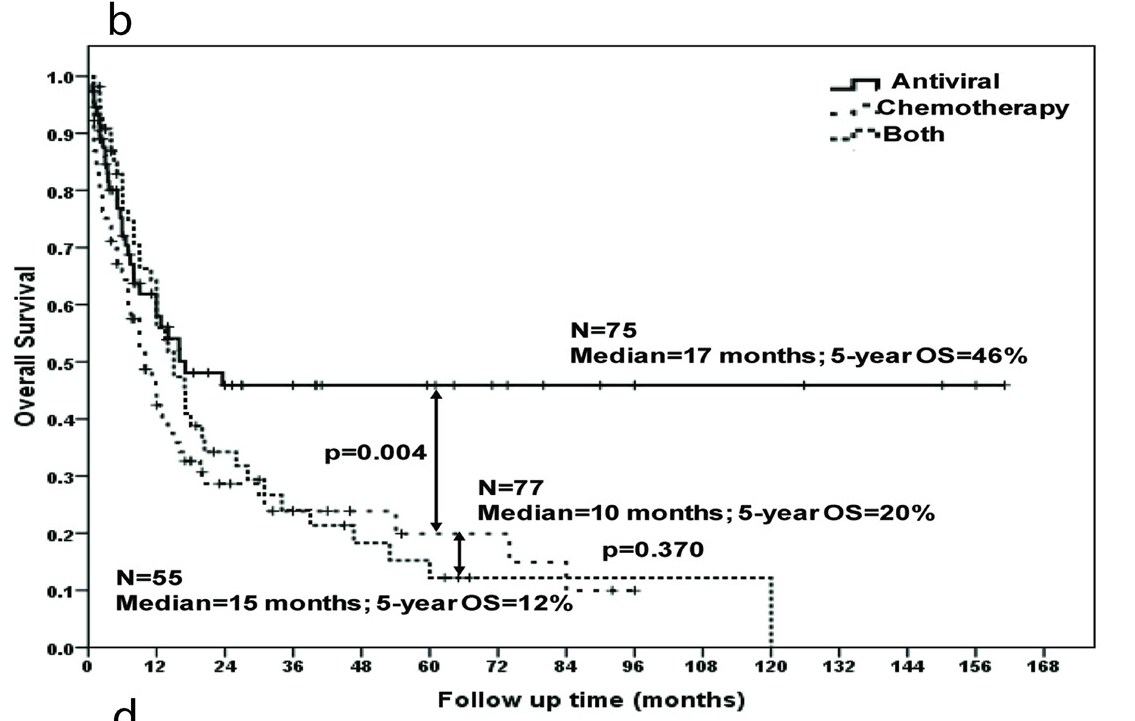 b
1.0
0.9
0.8
0.7
0.6
0.5
0.4
0.3
0.2
0.1
0.0
Overall Survival
Antiviral
Chemotherapy
Both
N=75
Median=17 months; 5-year OS=46%
p=0.004
N=77
Median=10 months; 5-year OS=20%
p=0.370
N=55
Median=15 months; 5-year OS=12%
0 12 24 36 48 60 72 84 96 108 120 132 144 156 168
Follow up time (months)
d